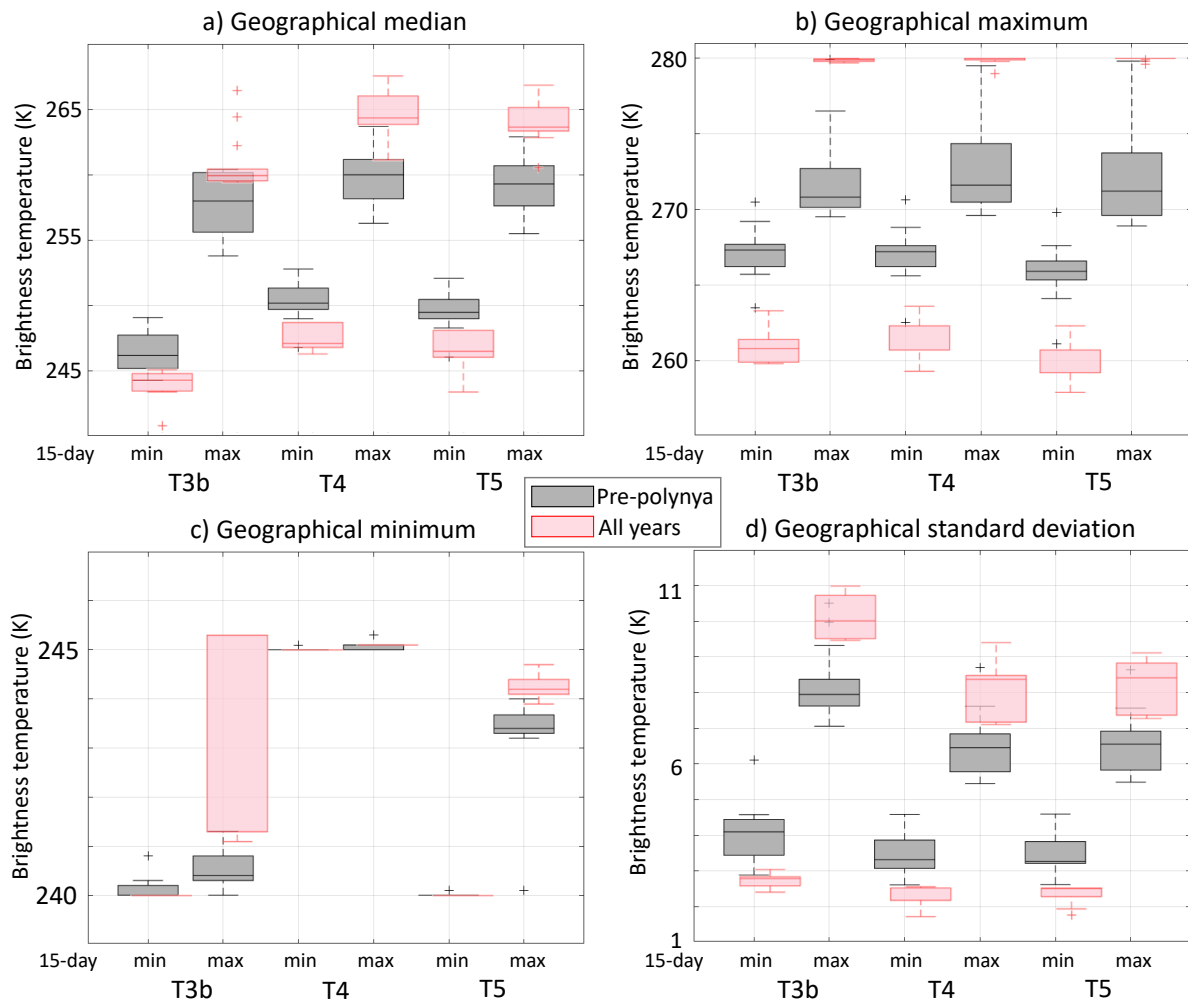 a) Geographical median
b) Geographical maximum
Brightness temperature (K)
265
255
245
15-day min max min max min max
T3b T4 T5
Brightness temperature (K)
280
270
260
15-day min max min max min max
T3b T4 T5
Pre-polynya
All years
c) Geographical minimum
d) Geographical standard deviation
Brightness temperature (K)
245
240
15-day min max min max min max
T3b T4 T5
Brightness temperature (K)
11
6
1
15-day min max min max min max
T3b T4 T5